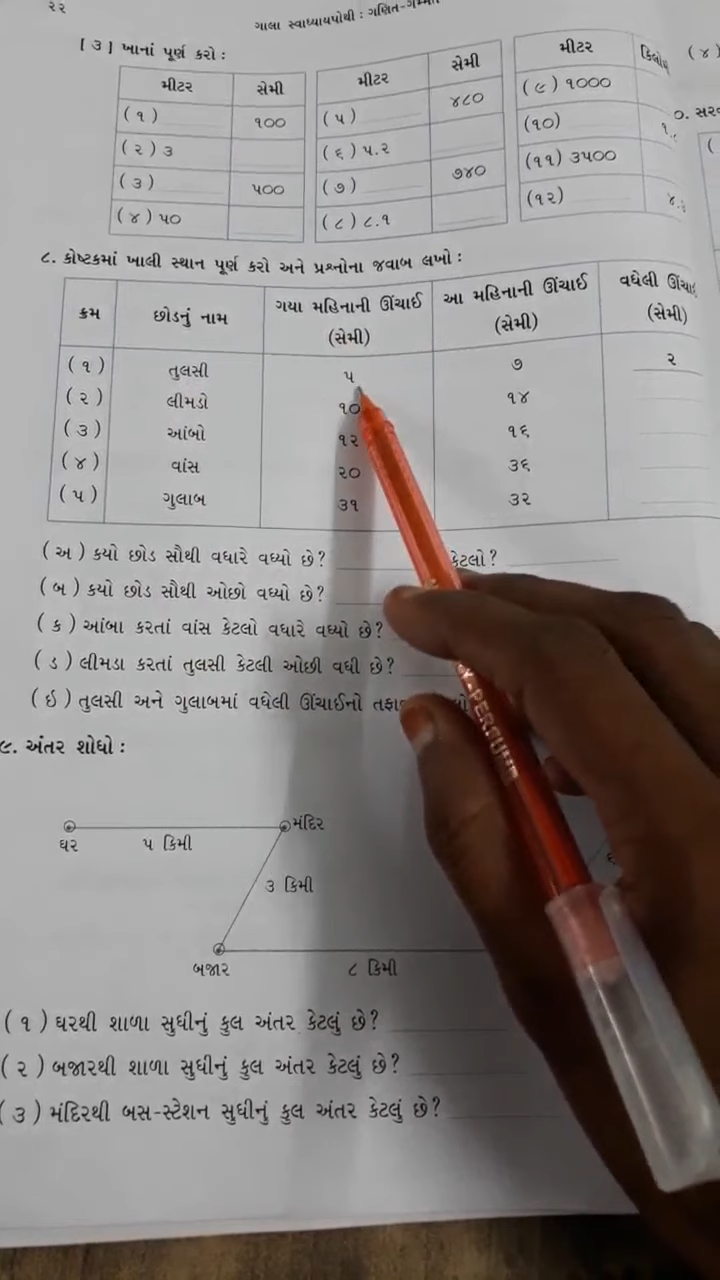 ૨૨
ગાલા સ્વાધ્યાયપોથી : ગણિત-ગમ્મત
[ ૩ ] ખાનાં પૂર્ણ કરો :
મીટર સેમી
( ૧ ) ૧૦૦
( ૨ ) ૩
( ૩ ) ૫૦૦
( ૪ ) ૫૦
મીટર સેમી
( ૫ ) ૪૮૦
( ૬ ) ૫.૨
( ૭ ) ૭૪૦
( ૮ ) ૮.૧
મીટર
( ૯ ) ૧૦૦૦
(૧૦)
(૧૧) ૩૫૦૦
(૧૨)
( ૪ )
૮. કોષ્ટકમાં ખાલી સ્થાન પૂર્ણ કરો અને પ્રશ્નોના જવાબ લખો :
ક્રમ છોડનું નામ ગયા મહિનાની ઊંચાઈ (સેમી) આ મહિનાની ઊંચાઈ (સેમી) વધેલી ઊંચાઈ (સેમી)
( ૧ ) તુલસી ૫ ૭ ૨
( ૨ ) લીમડો ૧૦ ૧૪
( ૩ ) આંબો ૧૨ ૧૬
( ૪ ) વાંસ ૨૦ ૩૬
( ૫ ) ગુલાબ ૩૧ ૩૨
( અ ) કયો છોડ સૌથી વધારે વધ્યો છે? કેટલો?
( બ ) કયો છોડ સૌથી ઓછો વધ્યો છે?
( ક ) આંબા કરતાં વાંસ કેટલો વધારે વધ્યો છે?
( ડ ) લીમડા કરતાં તુલસી કેટલી ઓછી વધી છે?
( ઇ ) તુલસી અને ગુલાબમાં વધેલી ઊંચાઈનો
૯. અંતર શોધો :
ઘર ૫ કિમી મંદિર
૩ કિમી
બજાર ૮ કિમી
( ૧ ) ઘરથી શાળા સુધીનું કુલ અંતર કેટલું છે?
( ૨ ) બજારથી શાળા સુધીનું કુલ અંતર કેટલું છે?
( ૩ ) મંદિરથી બસ-સ્ટેશન સુધીનું કુલ અંતર કેટલું છે?